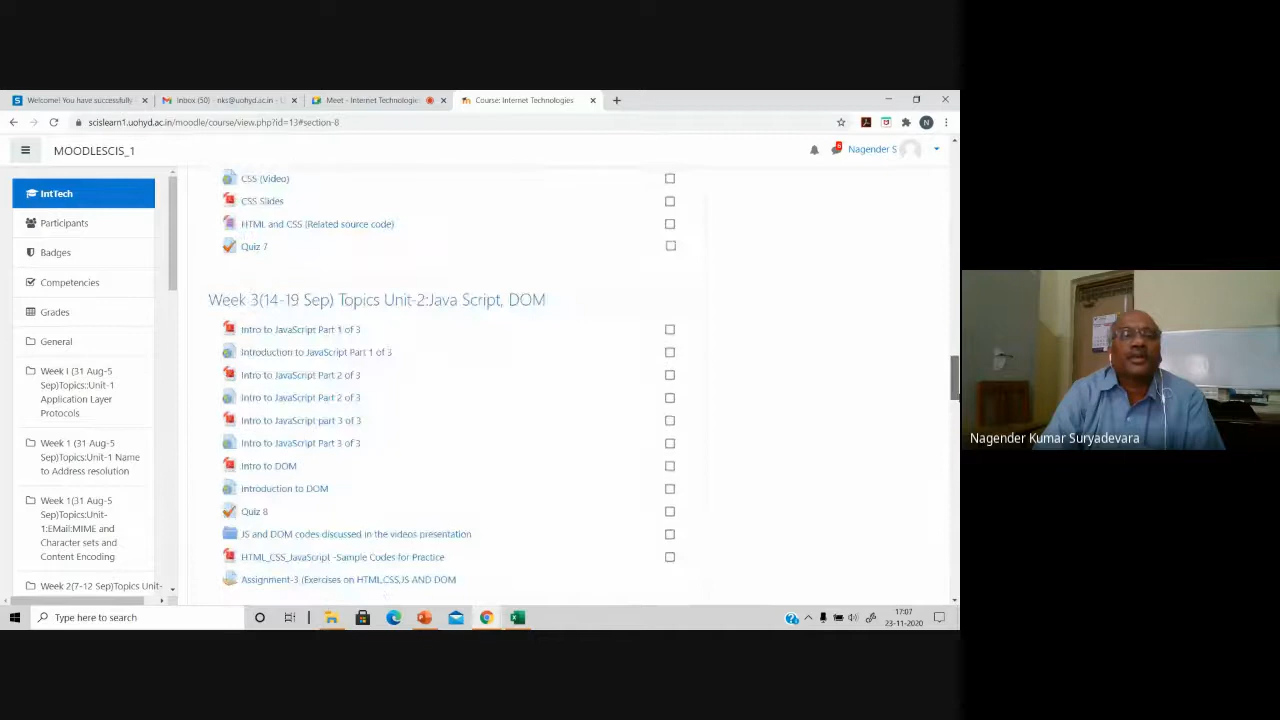 Welcome! You have successfully
Inbox (50) - nks@uohyd.ac.in - U
Meet - Internet Technologies
Course: Internet Technologies
scislearn1.uohyd.ac.in/moodle/course/view.php?id=13#section-8
N
MOODLESCIS_1
Nagender S
IntTech
Participants
Badges
Competencies
Grades
General
Week I (31 Aug-5
Sep)Topics::Unit-1
Application Layer
Protocols
Week 1 (31 Aug-5
Sep)Topics:Unit-1 Name
to Address resolution
Week 1(31 Aug-5
Sep)Topics:Unit-
1:EMail:MIME and
Character sets and
Content Encoding
Week 2(7-12 Sep)Topics Unit-
CSS (Video)
CSS Slides
HTML and CSS (Related source code)
Quiz 7
Week 3(14-19 Sep) Topics Unit-2:Java Script, DOM
Intro to JavaScript Part 1 of 3
Introduction to JavaScript Part 1 of 3
Intro to JavaScript Part 2 of 3
Intro to JavaScript Part 2 of 3
Intro to JavaScript part 3 of 3
Intro to JavaScript Part 3 of 3
Intro to DOM
Introduction to DOM
Quiz 8
JS and DOM codes discussed in the videos presentation
HTML_CSS_JavaScript -Sample Codes for Practice
Assignment-3 (Exercises on HTML,CSS,JS AND DOM
Type here to search
17:07
23-11-2020
Nagender Kumar Suryadevara